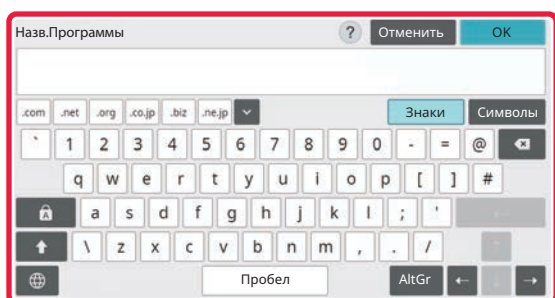 Назв.Программы ? Отменить OK
.com .net .org .co.jp .biz .ne.jp Знаки Символы
` 1 2 3 4 5 6 7 8 9 0 - = @
q w e r t y u i o p [ ] #
A a s d f g h j k l ; '
\ z x c v b n m , . /
Пробел AltGr